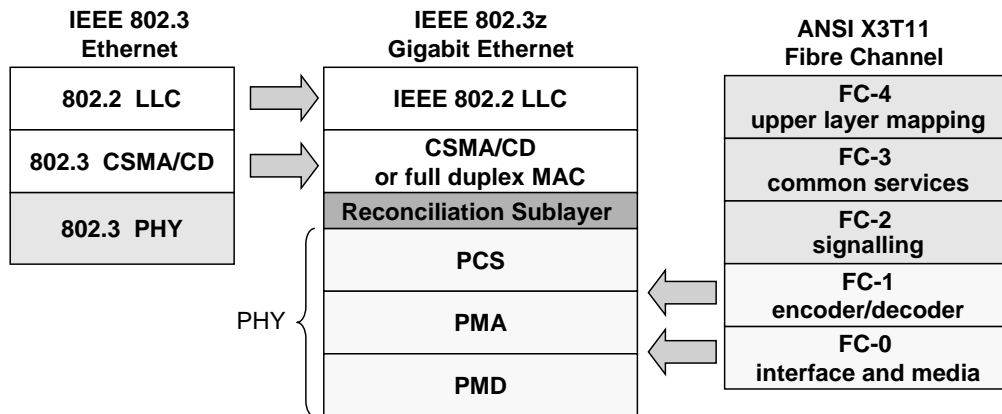 IEEE 802.3
Ethernet
802.2 LLC
802.3 CSMA/CD
802.3 PHY
IEEE 802.3z
Gigabit Ethernet
IEEE 802.2 LLC
CSMA/CD
or full duplex MAC
Reconciliation Sublayer
PHY
PCS
PMA
PMD
ANSI X3T11
Fibre Channel
FC-4
upper layer mapping
FC-3
common services
FC-2
signalling
FC-1
encoder/decoder
FC-0
interface and media